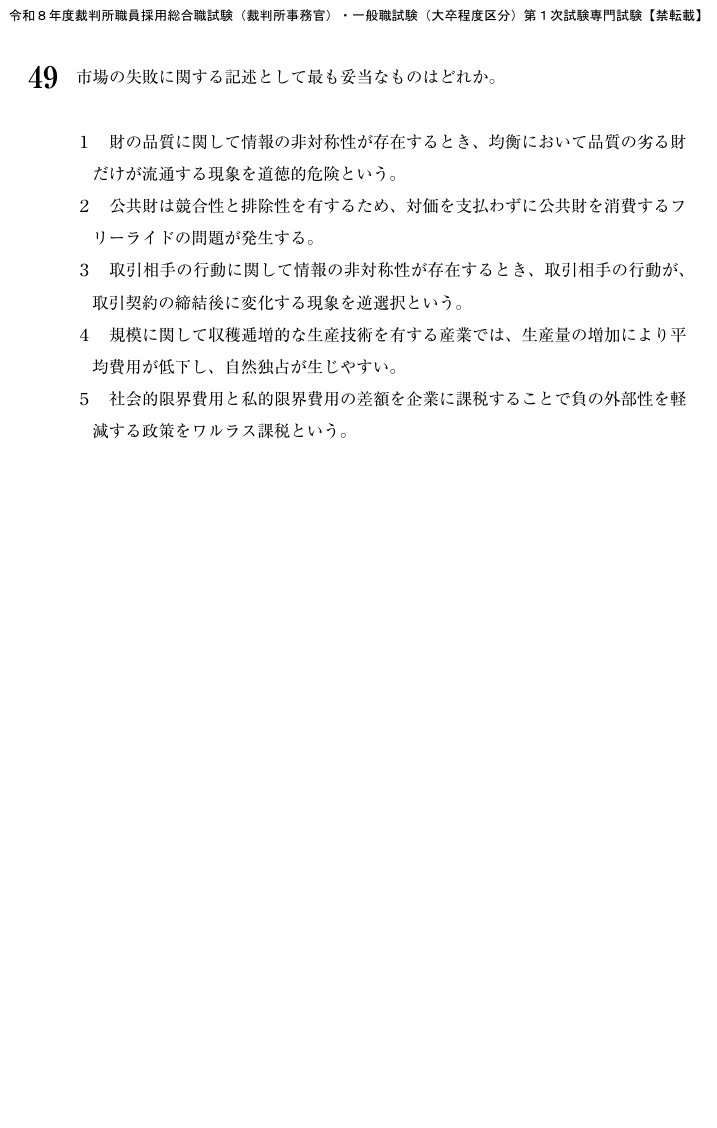 令和８年度裁判所職員採用総合職試験（裁判所事務官）・一般職試験（大卒程度区分）第１次試験専門試験【禁転載】
49　市場の失敗に関する記述として最も妥当なものはどれか。
１　財の品質に関して情報の非対称性が存在するとき、均衡において品質の劣る財
だけが流通する現象を道徳的危険という。
２　公共財は競合性と排除性を有するため、対価を支払わずに公共財を消費するフ
リーライドの問題が発生する。
３　取引相手の行動に関して情報の非対称性が存在するとき、取引相手の行動が、
取引契約の締結後に変化する現象を逆選択という。
４　規模に関して収穫逓増的な生産技術を有する産業では、生産量の増加により平
均費用が低下し、自然独占が生じやすい。
５　社会的限界費用と私的限界費用の差額を企業に課税することで負の外部性を軽
減する政策をワルラス課税という。